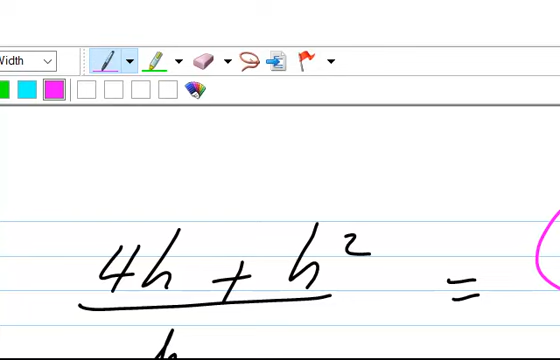 Width
4h + h² =
h